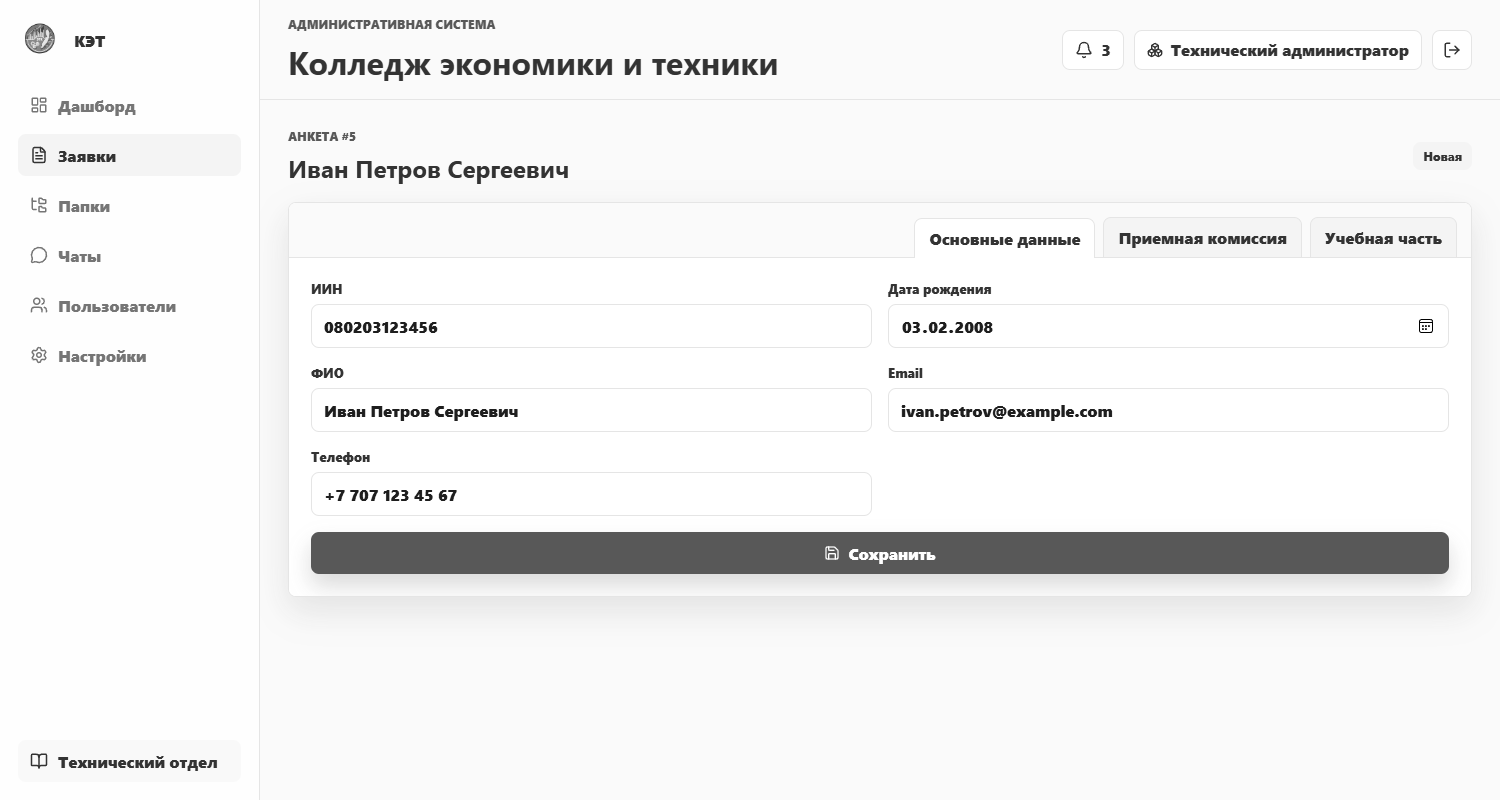 КЭТ
Дашборд
Заявки
Папки
Чаты
Пользователи
Настройки
Технический отдел
АДМИНИСТРАТИВНАЯ СИСТЕМА
Колледж экономики и техники
3
Технический администратор
АНКЕТА #5
Иван Петров Сергеевич
Новая
Основные данные
Приемная комиссия
Учебная часть
ИИН
080203123456
Дата рождения
03.02.2008
ФИО
Иван Петров Сергеевич
Email
ivan.petrov@example.com
Телефон
+7 707 123 45 67
Сохранить